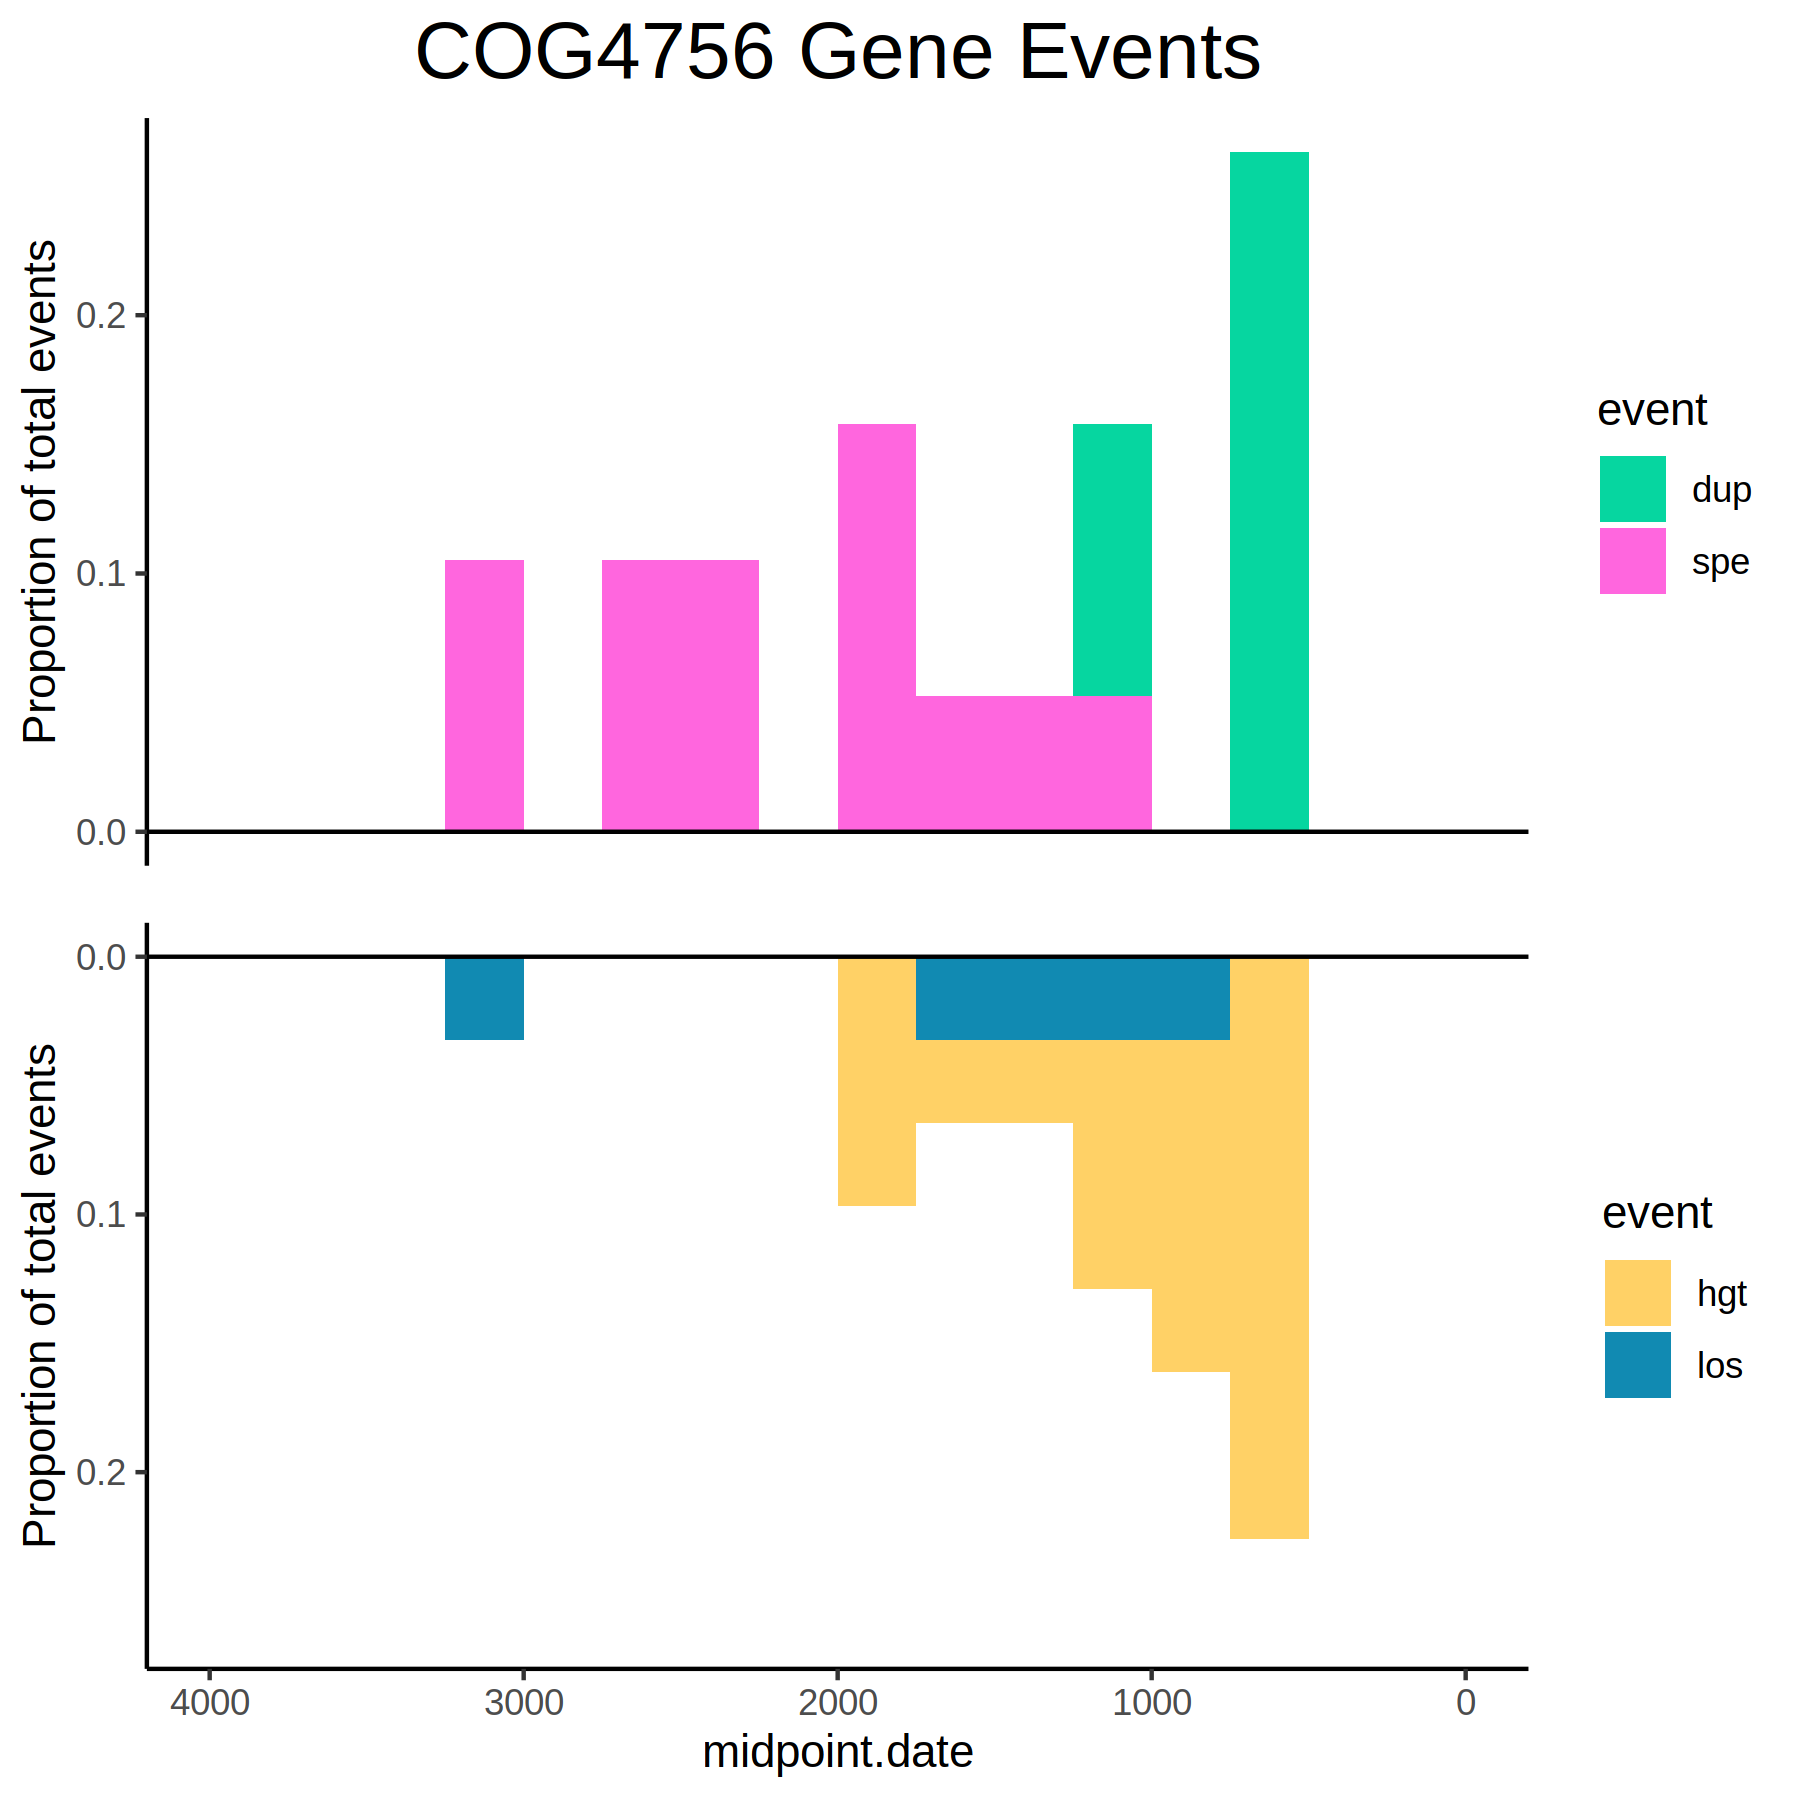 COG4756 Gene Events
Proportion of total events
0.2
0.1
0.0
event
dup
spe
Proportion of total events
0.0
0.1
0.2
event
hgt
los
4000 3000 2000 1000 0
midpoint.date